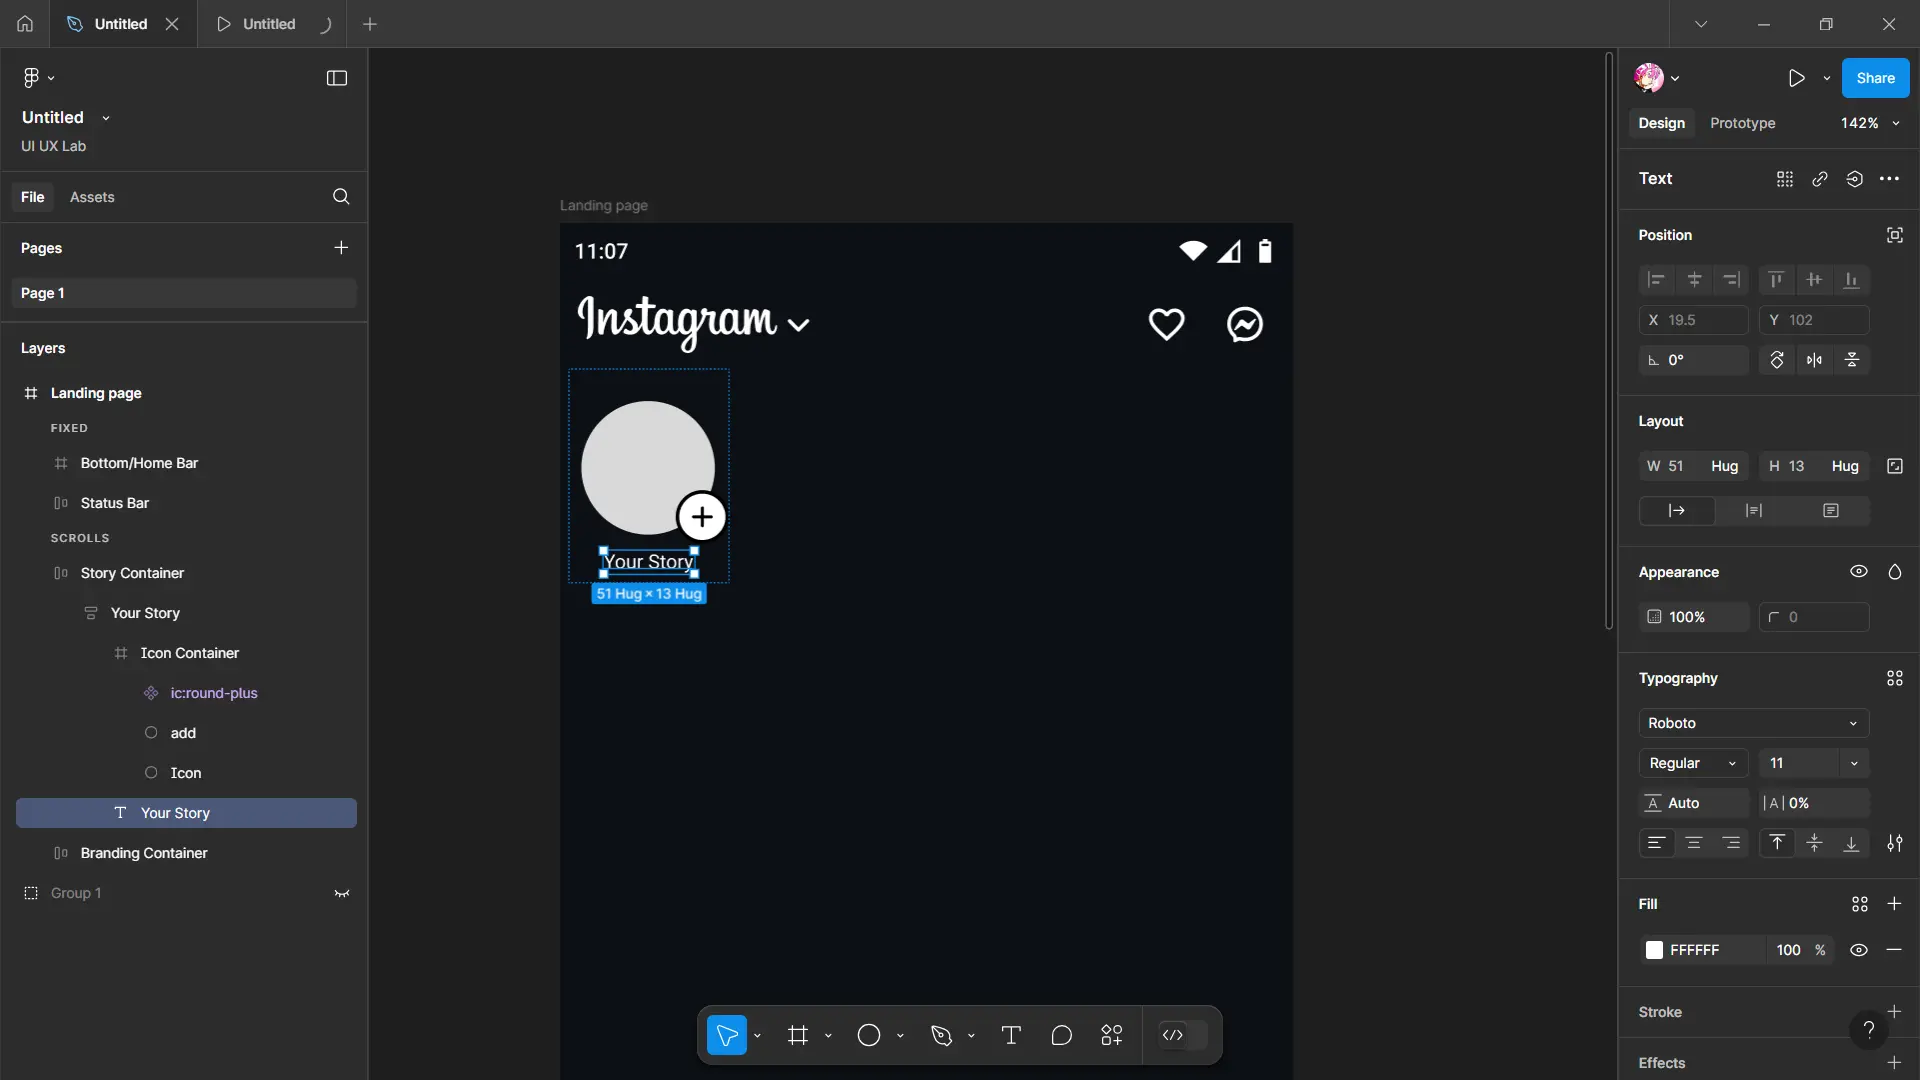 Untitled
Untitled
Untitled
UI UX Lab
File
Assets
Pages
Page 1
Layers
Landing page
FIXED
Bottom/Home Bar
Status Bar
SCROLLS
Story Container
Your Story
Icon Container
ic:round-plus
add
Icon
Your Story
Branding Container
Group 1
Landing page
11:07
Instagram
Your Story
51 Hug × 13 Hug
Share
Design
Prototype
142%
Text
Position
X 19.5
Y 102
0°
Layout
W 51 Hug
H 13 Hug
Appearance
100%
0
Typography
Roboto
Regular
11
A Auto
|A| 0%
Fill
FFFFFF
100 %
Stroke
?
Effects